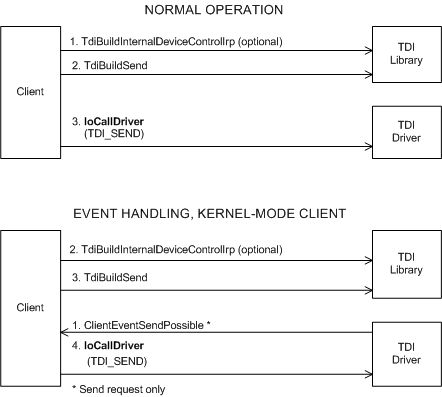 NORMAL OPERATION
1. TdiBuildInternalDeviceControlIrp (optional)
2. TdiBuildSend
TDI
Library
Client
3. IoCallDriver
(TDI_SEND)
TDI
Driver
EVENT HANDLING, KERNEL-MODE CLIENT
2. TdiBuildInternalDeviceControlIrp (optional)
3. TdiBuildSend
TDI
Library
Client
1. ClientEventSendPossible *
4. IoCallDriver
(TDI_SEND)
TDI
Driver
* Send request only